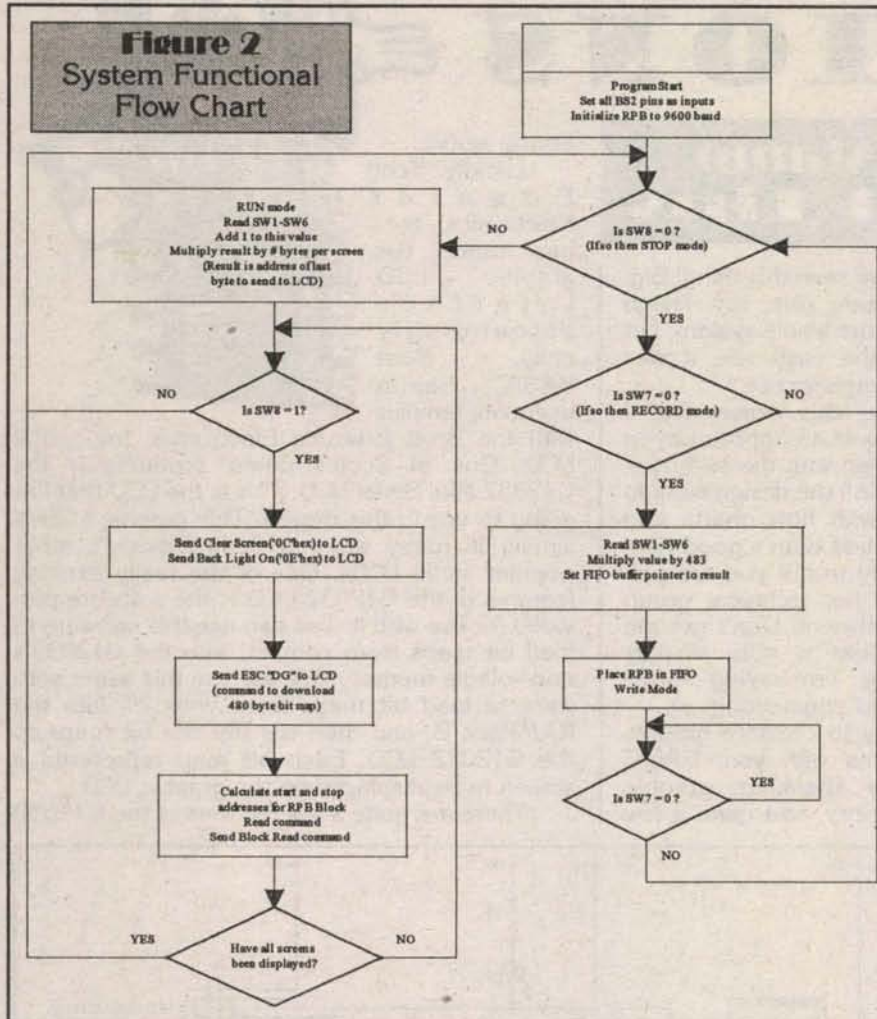 Figure 2
System Functional
Flow Chart
Program Start
Set all BS2 pins as inputs
Initialize RPB to 9600 baud
RUN mode
Read SW1-SW6
Add 1 to this value
Multiply result by # bytes per screen
(Result is address of last
byte to send to LCD)
NO
Is SW8 = 0 ?
(If so then STOP mode)
YES
NO
Is SW8 = 1?
YES
Is SW7 = 0 ?
(If so then RECORD mode)
NO
YES
Send Clear Screen('0C'hex) to LCD
Send Back Light On('0E'hex) to LCD
Read SW1-SW6
Multiply value by 483
Set FIFO buffer pointer to result
Send ESC "DG" to LCD
(command to download
480 byte bit map)
Place RPB in FIFO
Write Mode
Calculate start and stop
addresses for RPB Block
Read command
Send Block Read command
Is SW7 = 0 ?
YES
NO
YES
Have all screens
been displayed?
NO